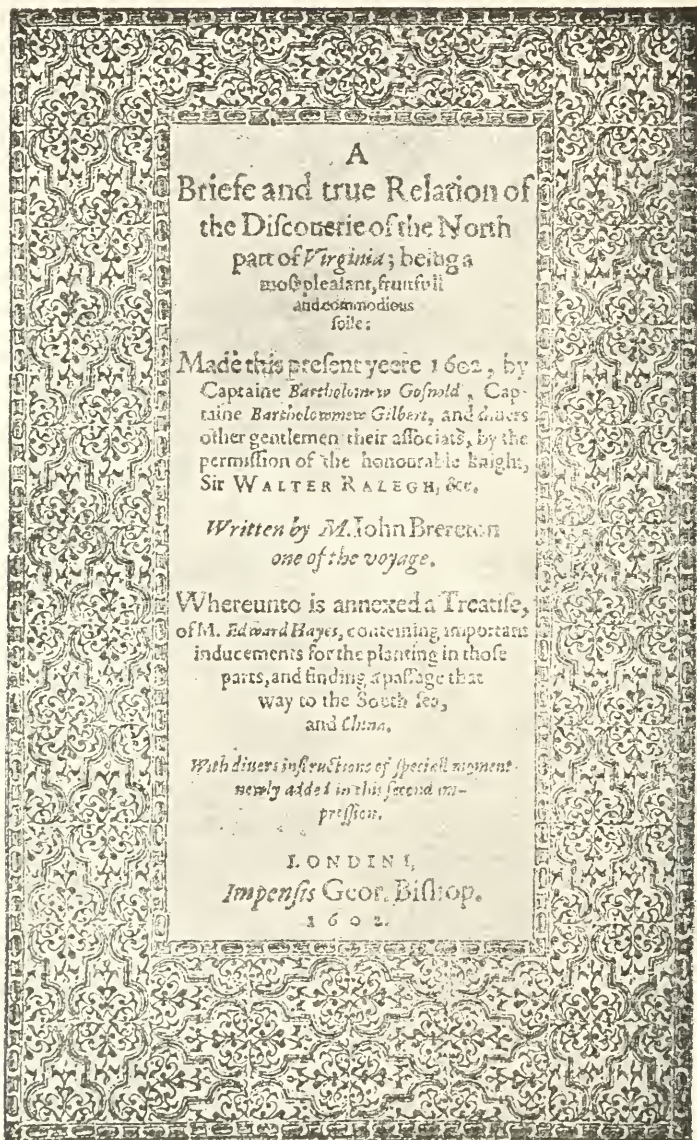 A
Briefe and true Relation of
the Diſcouerie of the North
part of Virginia; being a
moſt pleaſant, fruitfull
and commodious
ſoile:
Made this preſent yeere 1602, by
Captaine Bartholomew Goſnold, Cap-
taine Bartholowmew Gilbert, and diuers
other gentlemen their aſſociats, by the
permiſſion of the honourable knight,
Sir WALTER RALEGH, &c.
Written by M. Iohn Brereton
one of the voyage.
Whereunto is annexed a Treatiſe,
of M. Edward Hayes, conteining important
inducements for the planting in thoſe
parts, and finding a paſſage that
way to the South ſea,
and China.
With diuers inſtructions of ſpeciall moment
newly added in this ſecond im-
preſſion.
LONDINI,
Impenſis Geor. Biſhop.
1602.